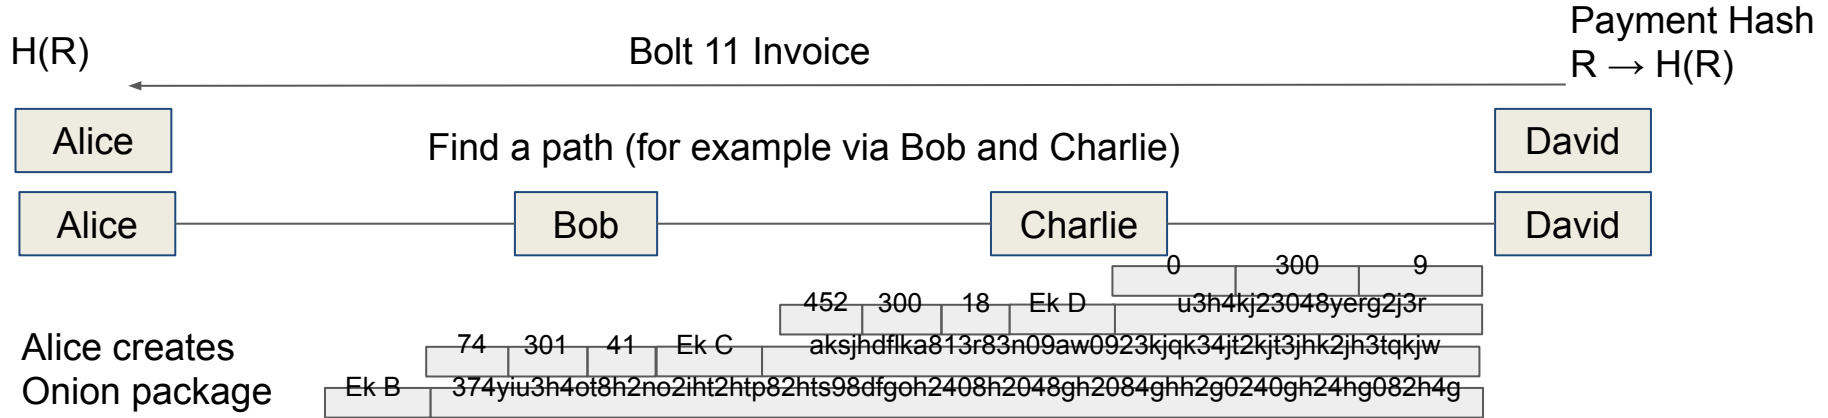 H(R)
Bolt 11 Invoice
Payment Hash
R → H(R)
Alice
Find a path (for example via Bob and Charlie)
David
Alice
Bob
Charlie
David
0 300 9
452 300 18 Ek D u3h4kj23048yerg2j3r
Alice creates
74 301 41 Ek C aksjhdflka813r83n09aw0923kjqk34jt2kjt3jhk2jh3tqkjw
Onion package
Ek B 374yiu3h4ot8h2no2iht2htp82hts98dfgoh2408h2048gh2084ghh2g0240gh24hg082h4g